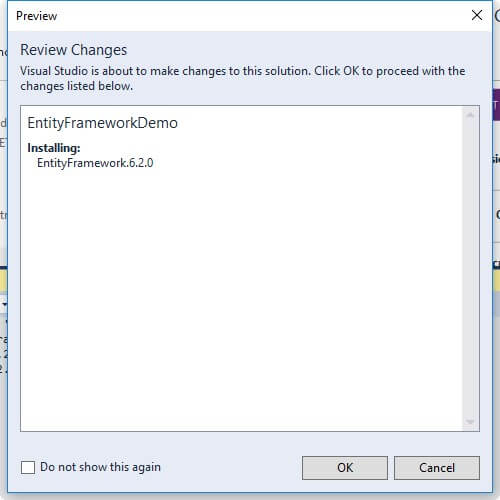 Preview
Review Changes
Visual Studio is about to make changes to this solution. Click OK to proceed with the
changes listed below.
EntityFrameworkDemo
Installing:
EntityFramework.6.2.0
Do not show this again
OK
Cancel